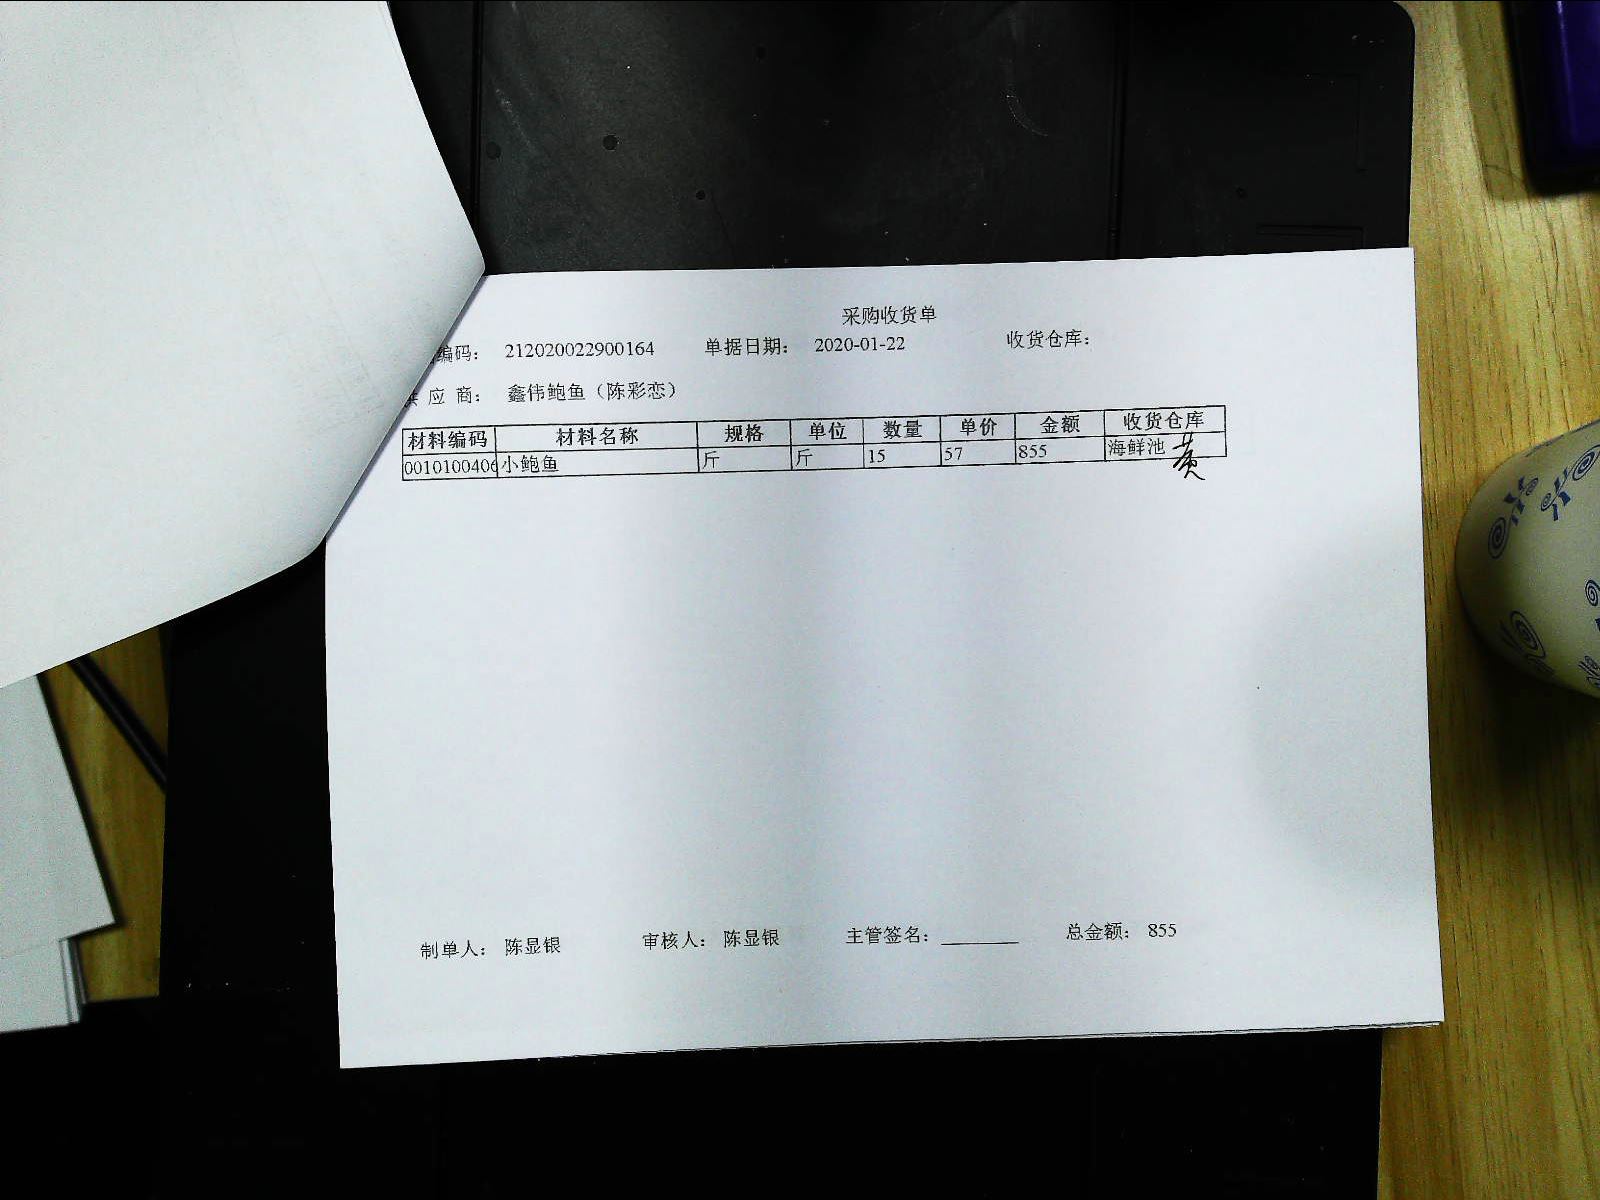 采购收货单
编码： 212020022900164 单据日期： 2020-01-22 收货仓库：
供 应 商： 鑫伟鲍鱼（陈彩恋）
材料编码 材料名称 规格 单位 数量 单价 金额 收货仓库
0010100406 小鲍鱼 斤 斤 15 57 855 海鲜池 黄
制单人： 陈显银 审核人： 陈显银 主管签名： ________ 总金额： 855